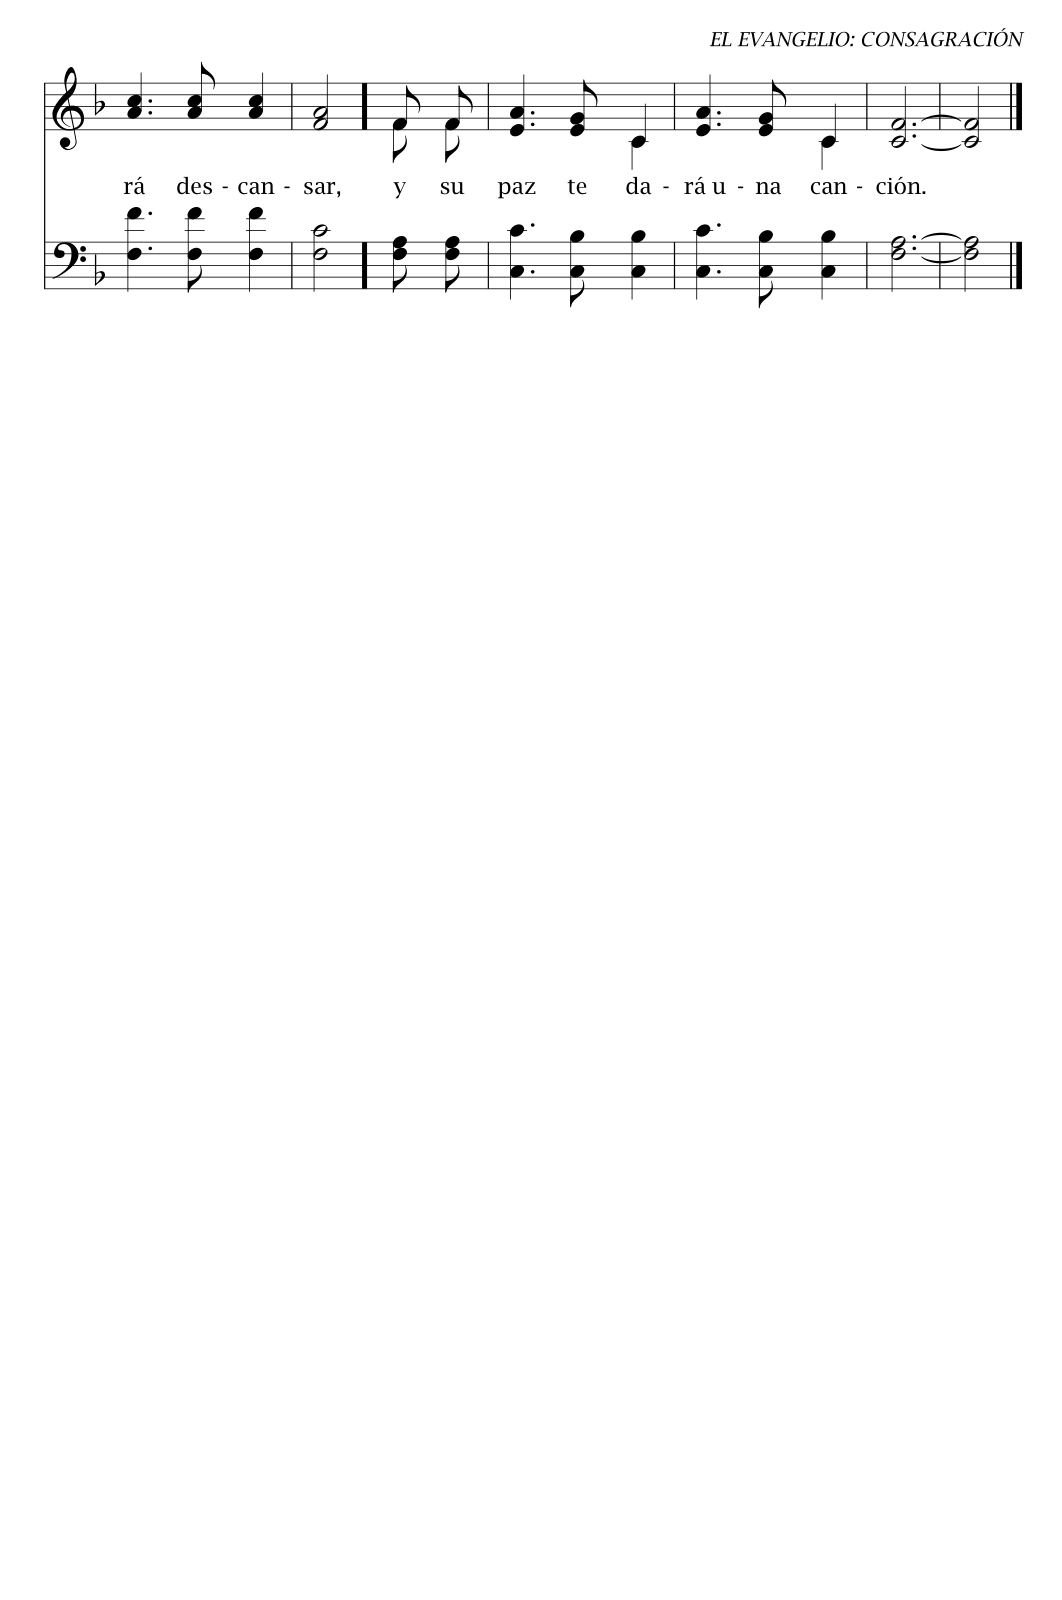 EL EVANGELIO: CONSAGRACIÓN
rá des - can - sar, y su paz te da - rá u - na can - ción.